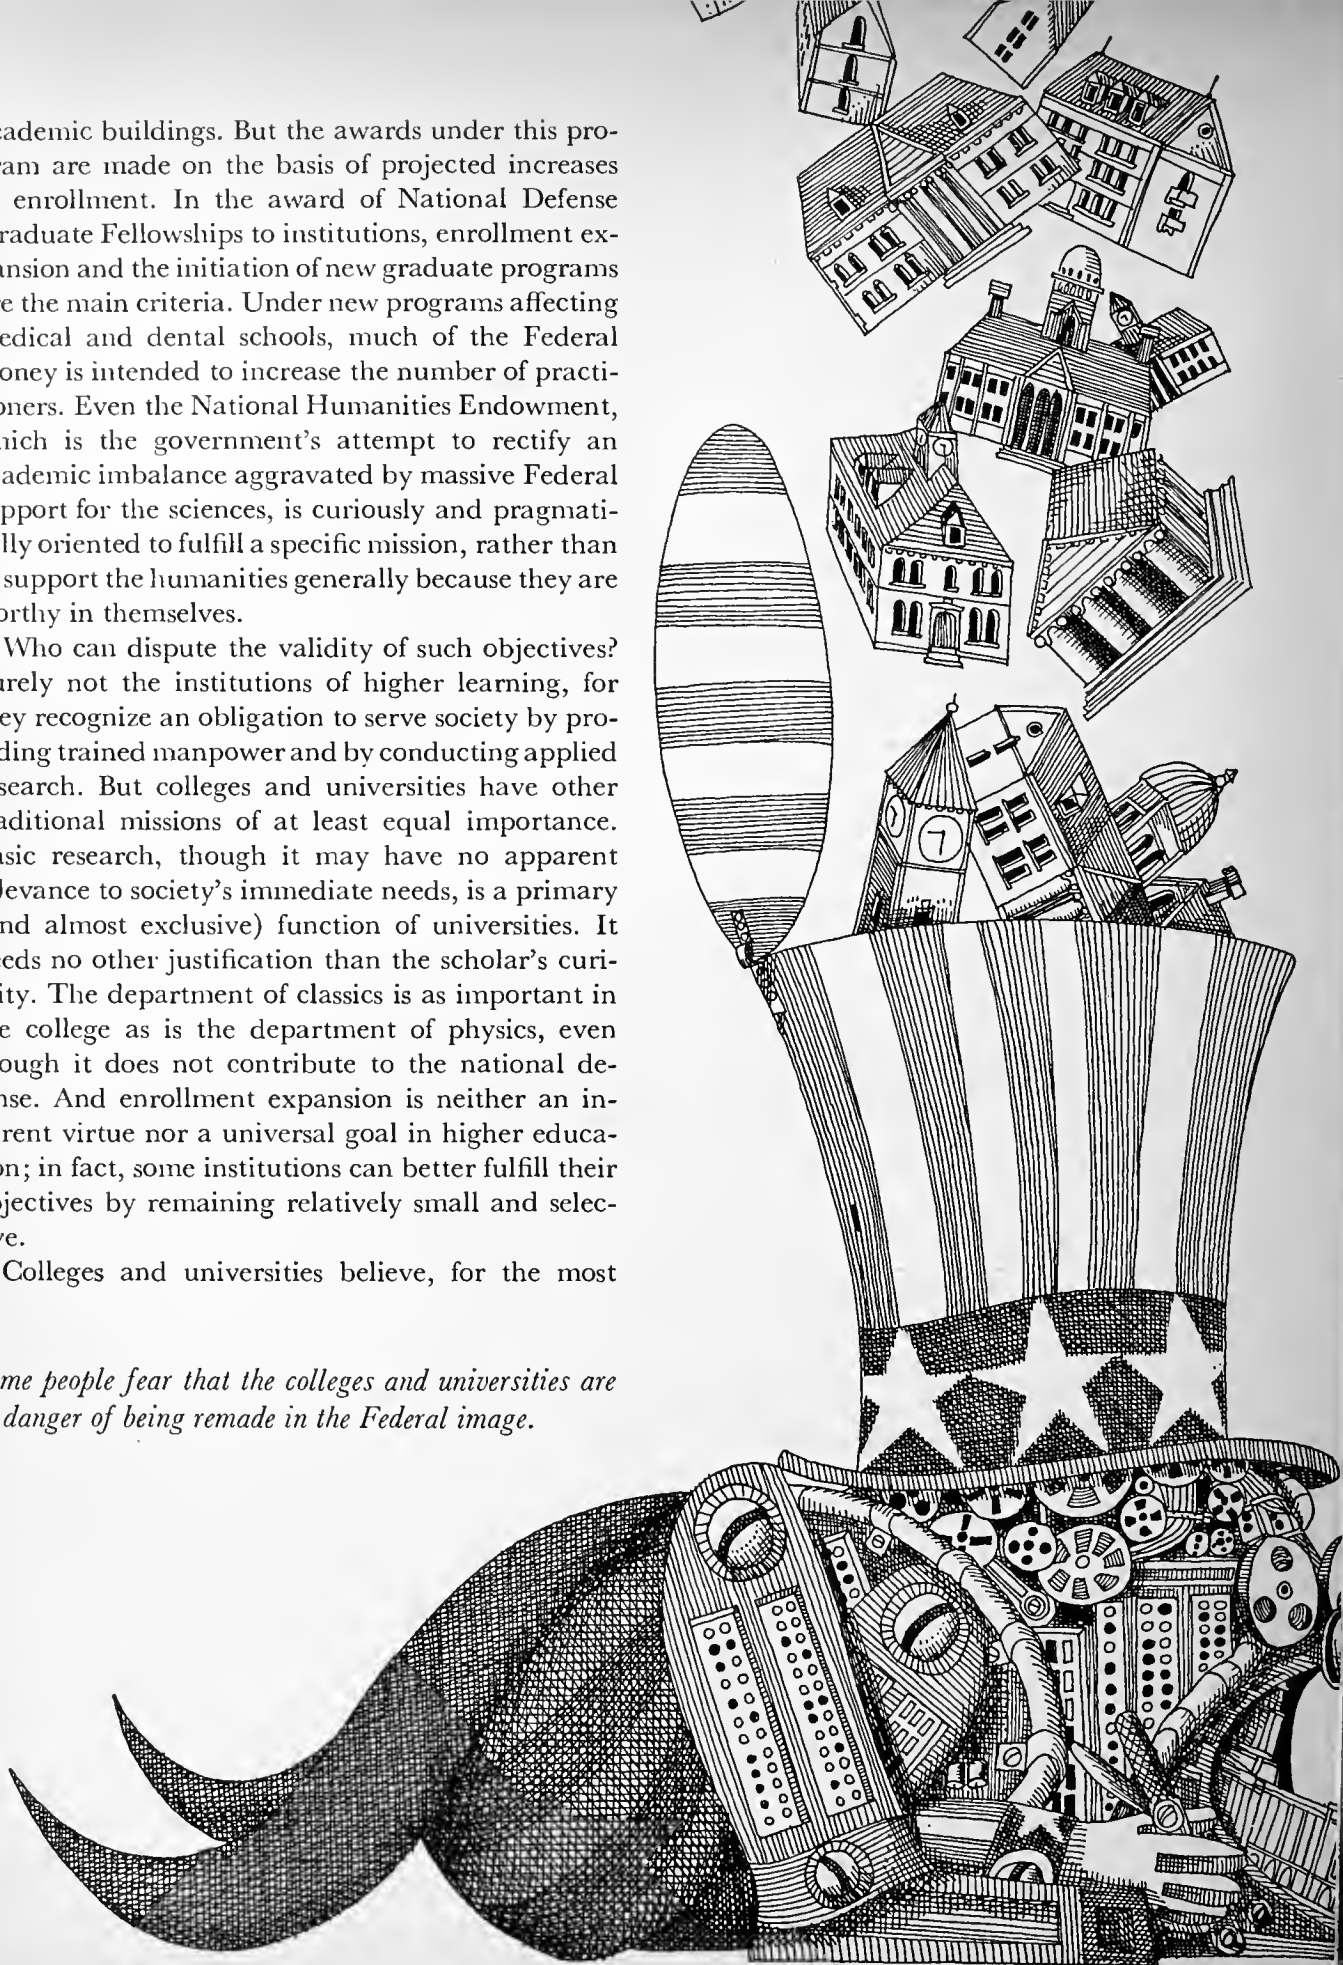 cademic buildings. But the awards under this pro-
am are made on the basis of projected increases
enrollment. In the award of National Defense
raduate Fellowships to institutions, enrollment ex-
nsion and the initiation of new graduate programs
e the main criteria. Under new programs affecting
edical and dental schools, much of the Federal
oney is intended to increase the number of practi-
oners. Even the National Humanities Endowment,
hich is the government's attempt to rectify an
ademic imbalance aggravated by massive Federal
pport for the sciences, is curiously and pragmati-
lly oriented to fulfill a specific mission, rather than
support the humanities generally because they are
orthy in themselves.
Who can dispute the validity of such objectives?
urely not the institutions of higher learning, for
ey recognize an obligation to serve society by pro-
ding trained manpower and by conducting applied
search. But colleges and universities have other
aditional missions of at least equal importance.
asic research, though it may have no apparent
levance to society's immediate needs, is a primary
nd almost exclusive) function of universities. It
eds no other justification than the scholar's curi-
ity. The department of classics is as important in
e college as is the department of physics, even
ough it does not contribute to the national de-
nse. And enrollment expansion is neither an in-
rent virtue nor a universal goal in higher educa-
on; in fact, some institutions can better fulfill their
jectives by remaining relatively small and selec-
ve.
Colleges and universities believe, for the most
me people fear that the colleges and universities are
danger of being remade in the Federal image.